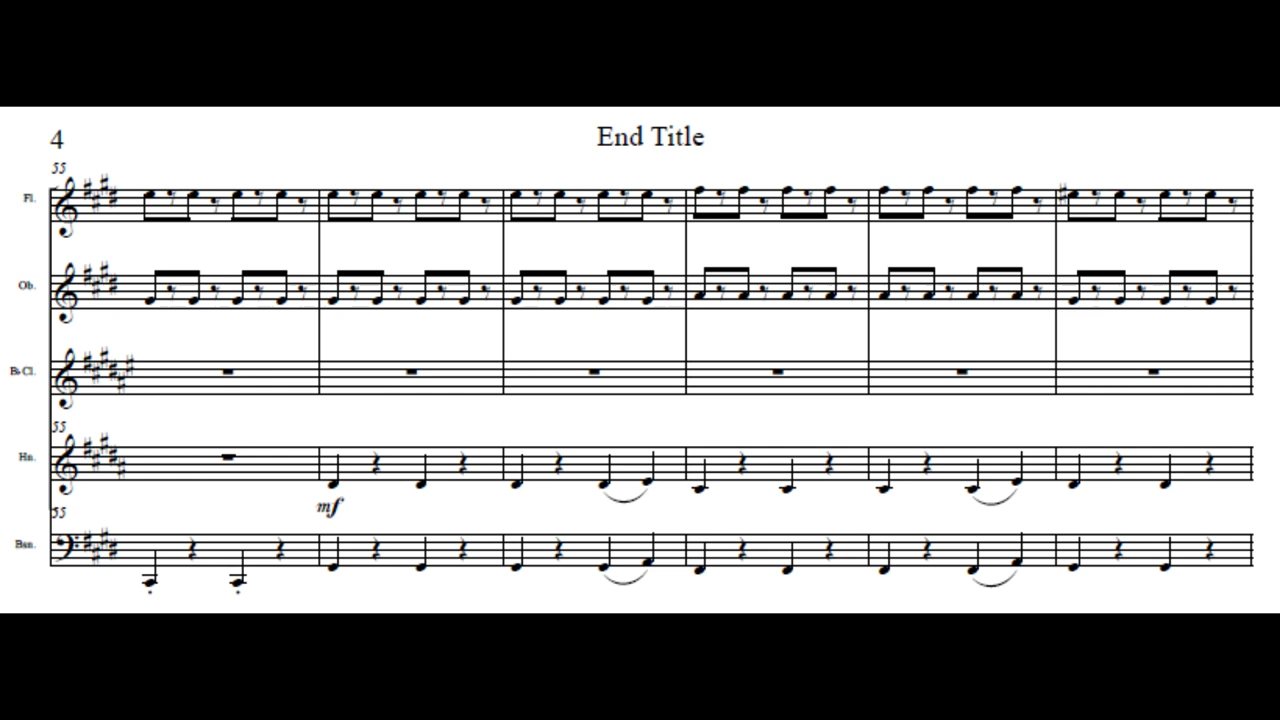 4
End Title
55
Fl.
Ob.
B♭ Cl.
55
Hn.
mf
55
Bsn.